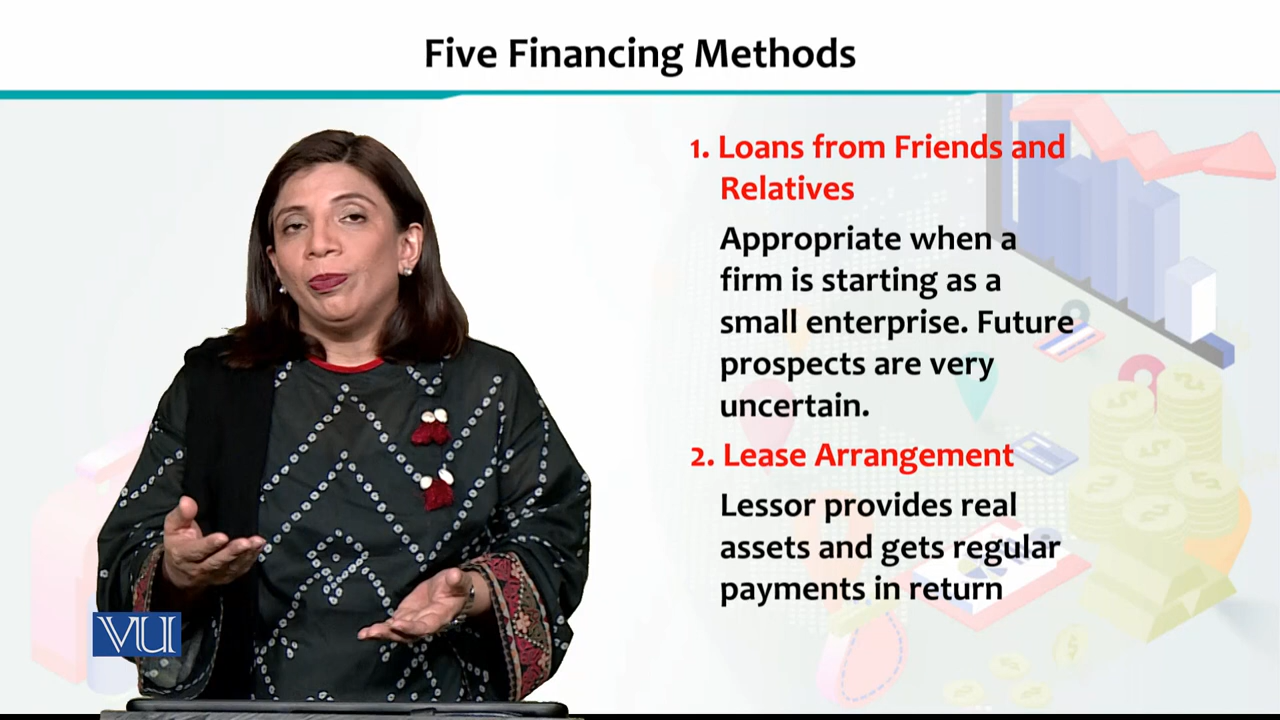 Five Financing Methods
1. Loans from Friends and
Relatives
Appropriate when a
firm is starting as a
small enterprise. Future
prospects are very
uncertain.
2. Lease Arrangement
Lessor provides real
assets and gets regular
payments in return
VU